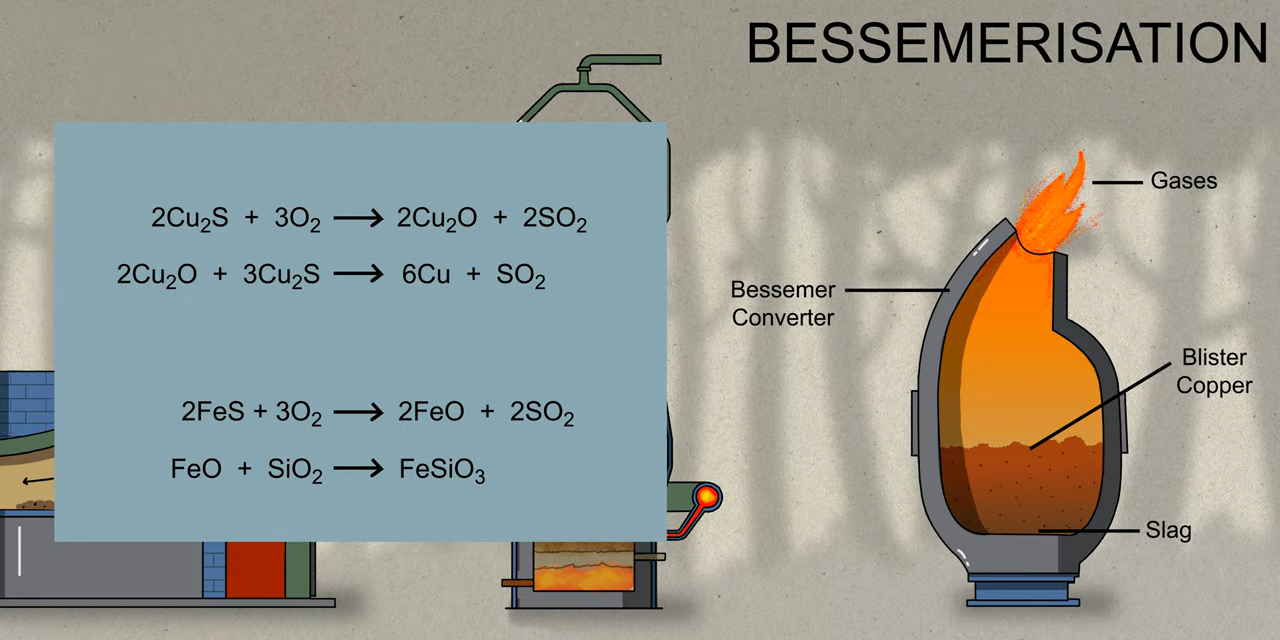 BESSEMERISATION
2Cu₂S + 3O₂ ⟶ 2Cu₂O + 2SO₂
2Cu₂O + 3Cu₂S ⟶ 6Cu + SO₂
2FeS + 3O₂ ⟶ 2FeO + 2SO₂
FeO + SiO₂ ⟶ FeSiO₃
Gases
Bessemer
Converter
Blister
Copper
Slag